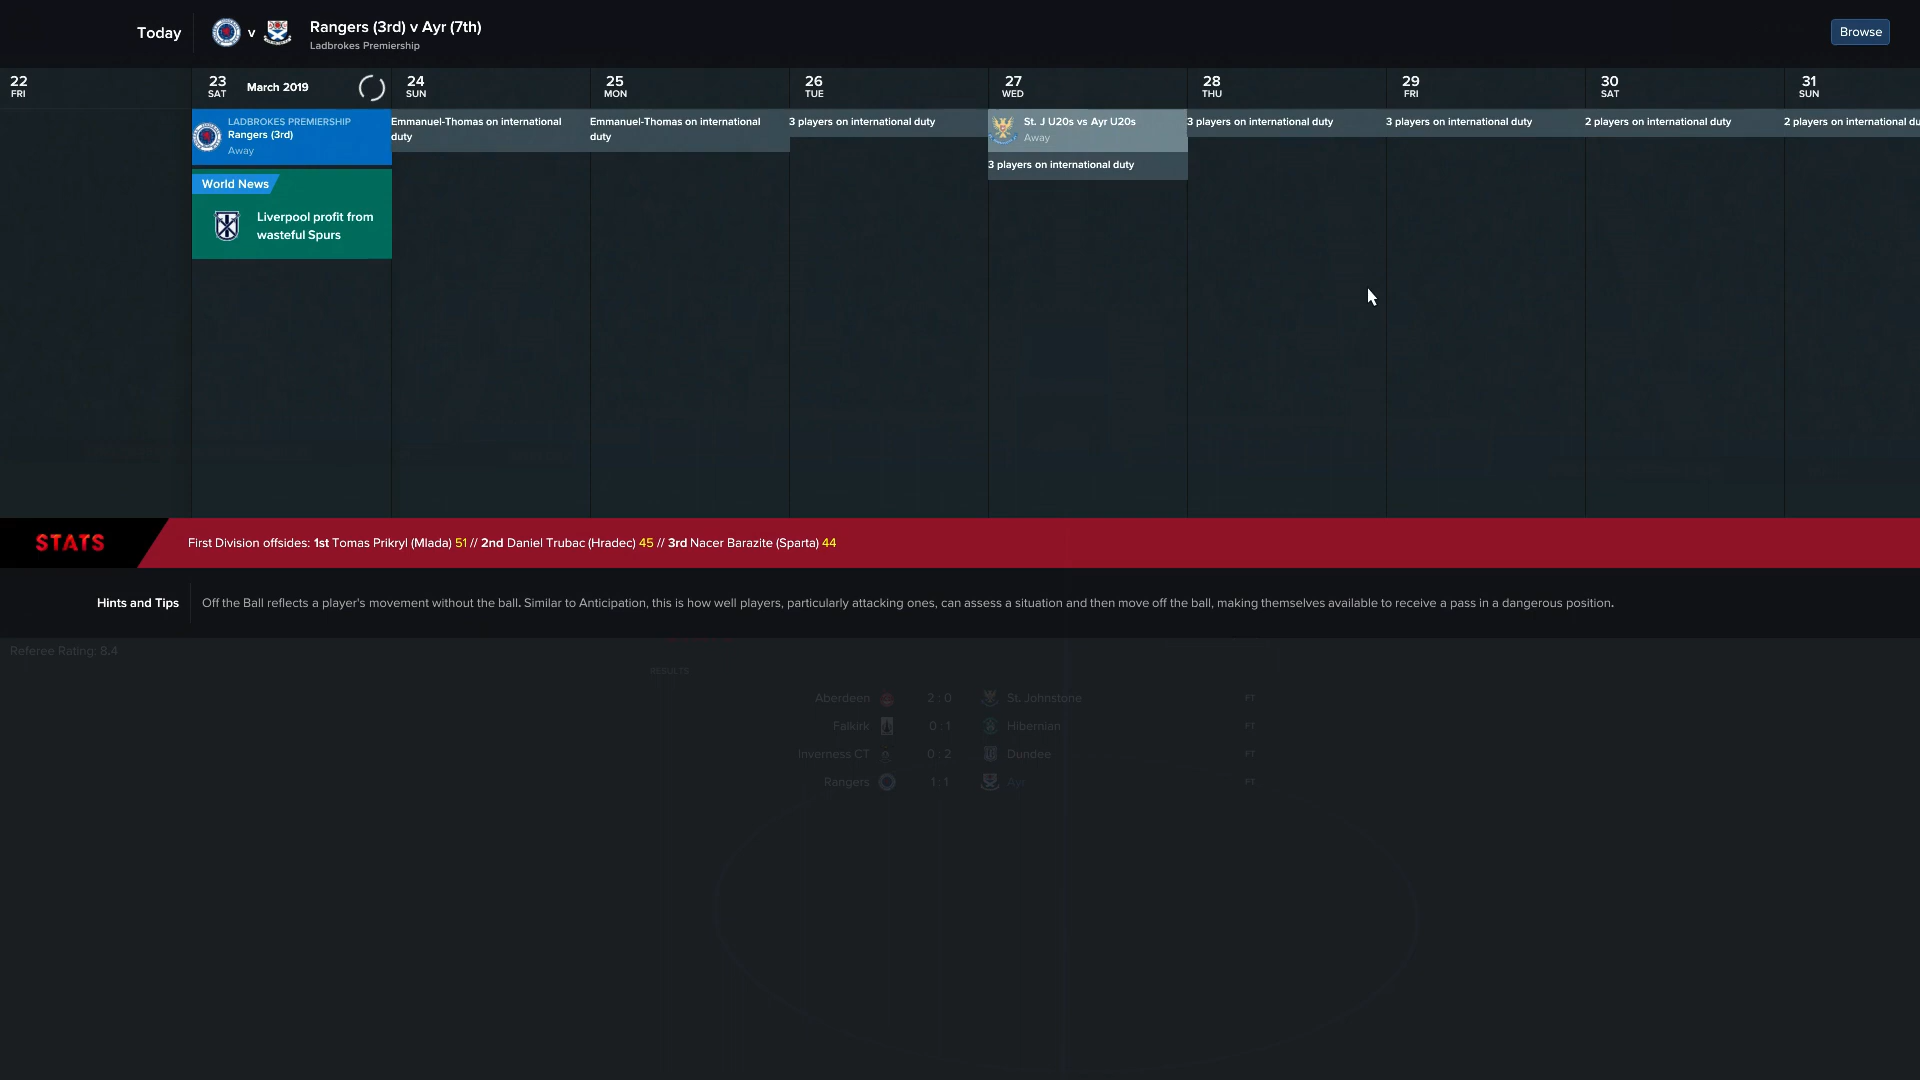 Today
v
Rangers (3rd) v Ayr (7th)
Ladbrokes Premiership
Browse
22
FRI
23
SAT
March 2019
24
SUN
25
MON
26
TUE
27
WED
28
THU
29
FRI
30
SAT
31
SUN
LADBROKES PREMIERSHIP
Rangers (3rd)
Away
Emmanuel-Thomas on international
duty
Emmanuel-Thomas on international
duty
3 players on international duty
St. J U20s vs Ayr U20s
Away
3 players on international duty
3 players on international duty
3 players on international duty
2 players on international duty
2 players on international du
World News
Liverpool profit from
wasteful Spurs
STATS
First Division offsides: 1st Tomas Prikryl (Mlada) 51 // 2nd Daniel Trubac (Hradec) 45 // 3rd Nacer Barazite (Sparta) 44
Hints and Tips
Off the Ball reflects a player's movement without the ball. Similar to Anticipation, this is how well players, particularly attacking ones, can assess a situation and then move off the ball, making themselves available to receive a pass in a dangerous position.
Referee Rating: 8.4
RESULTS
Aberdeen 2 : 0 St. Johnstone FT
Falkirk 0 : 1 Hibernian FT
Inverness CT 0 : 2 Dundee FT
Rangers 1 : 1 Ayr FT